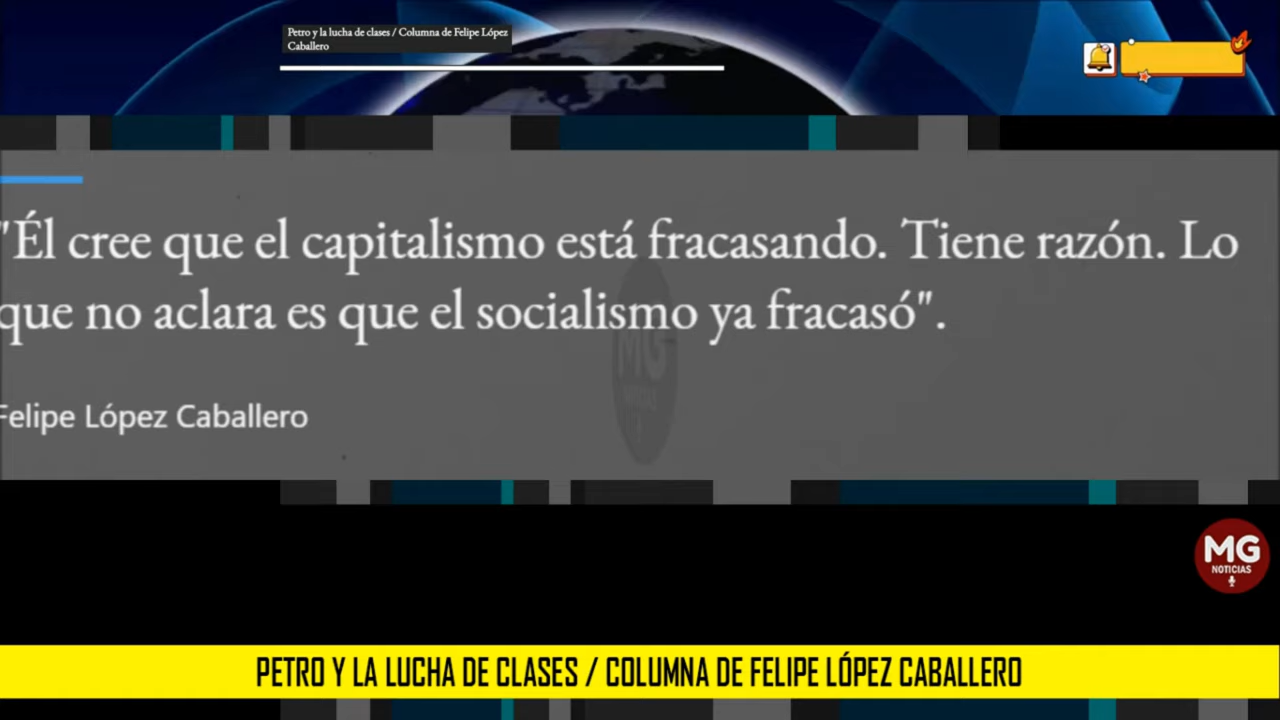 Petro y la lucha de clases / Columna de Felipe López
Caballero
"Él cree que el capitalismo está fracasando. Tiene razón. Lo
que no aclara es que el socialismo ya fracasó".
Felipe López Caballero
MG
NOTICIAS
MG
NOTICIAS
PETRO Y LA LUCHA DE CLASES / COLUMNA DE FELIPE LÓPEZ CABALLERO